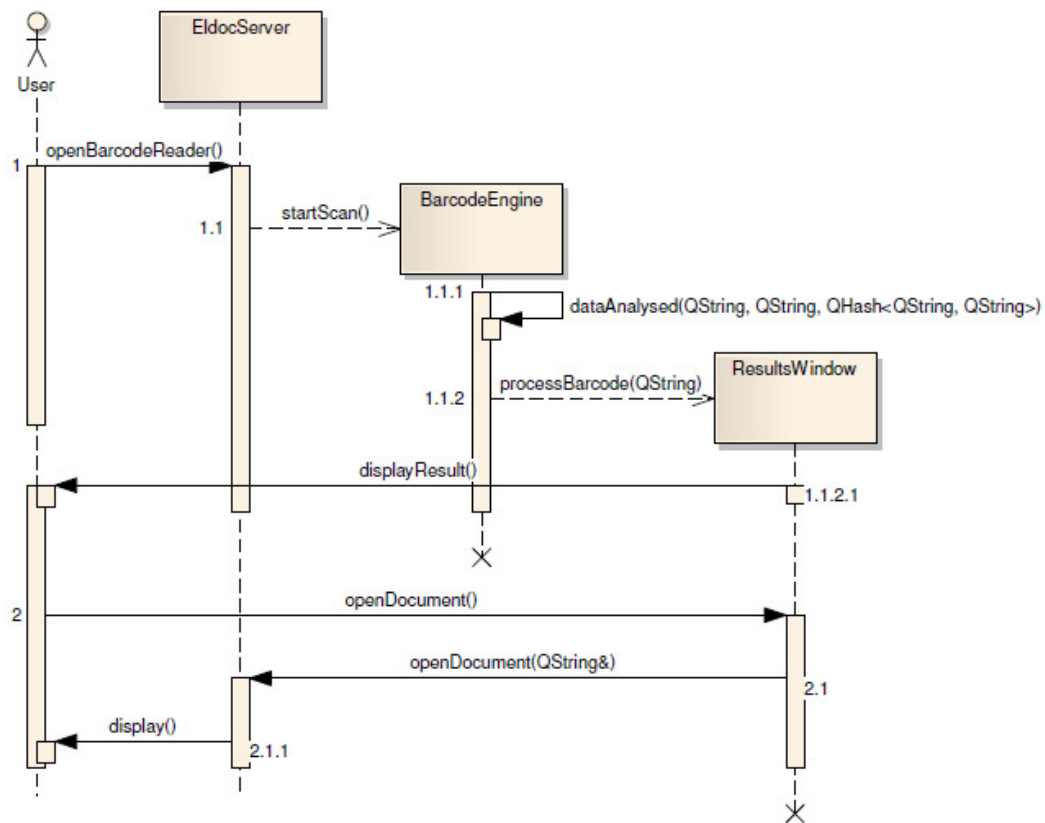 EldocServer
User
1 openBarcodeReader()
BarcodeEngine
1.1 startScan()
1.1.1 dataAnalysed(QString, QString, QHash<QString, QString>)
ResultsWindow
1.1.2 processBarcode(QString)
displayResult()
1.1.2.1
2 openDocument()
openDocument(QString&)
2.1
display()
2.1.1